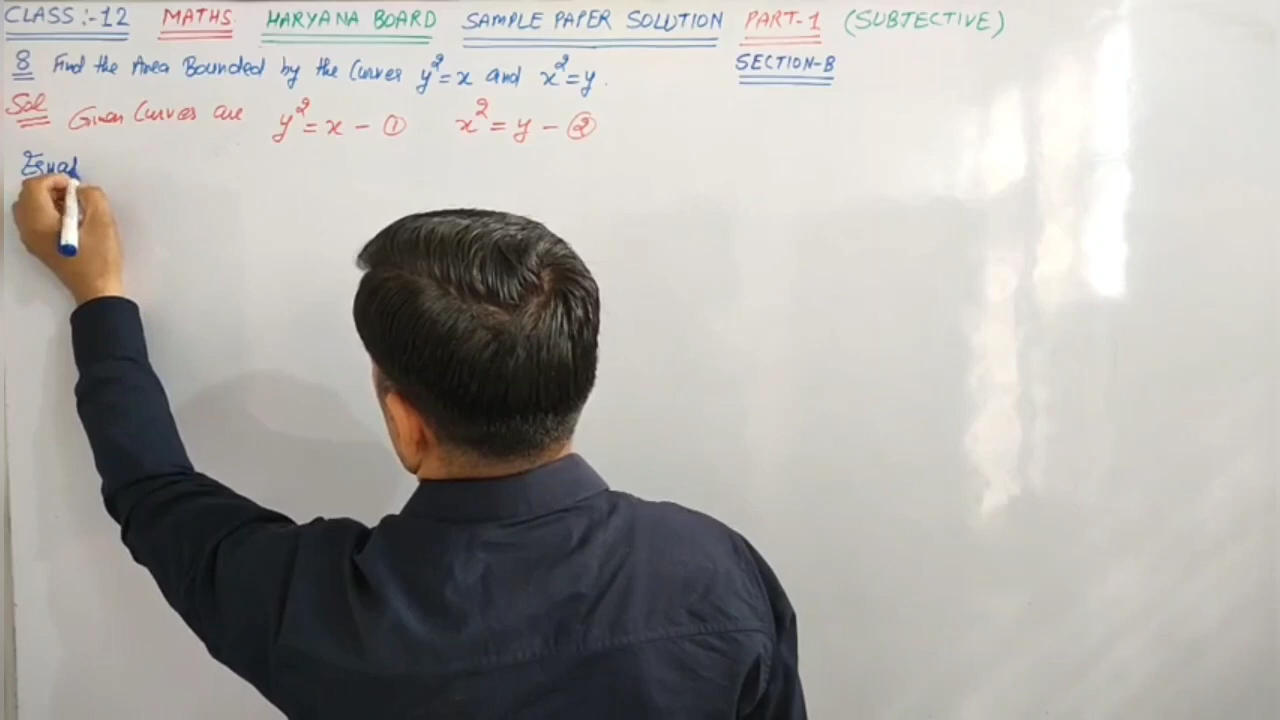 CLASS:-12 MATHS HARYANA BOARD SAMPLE PAPER SOLUTION PART-1 (SUBJECTIVE)
SECTION-B
8 Find the Area Bounded by the Curves y²=x and x²=y.
Sol Given Curves are y²=x-① x²=y-②